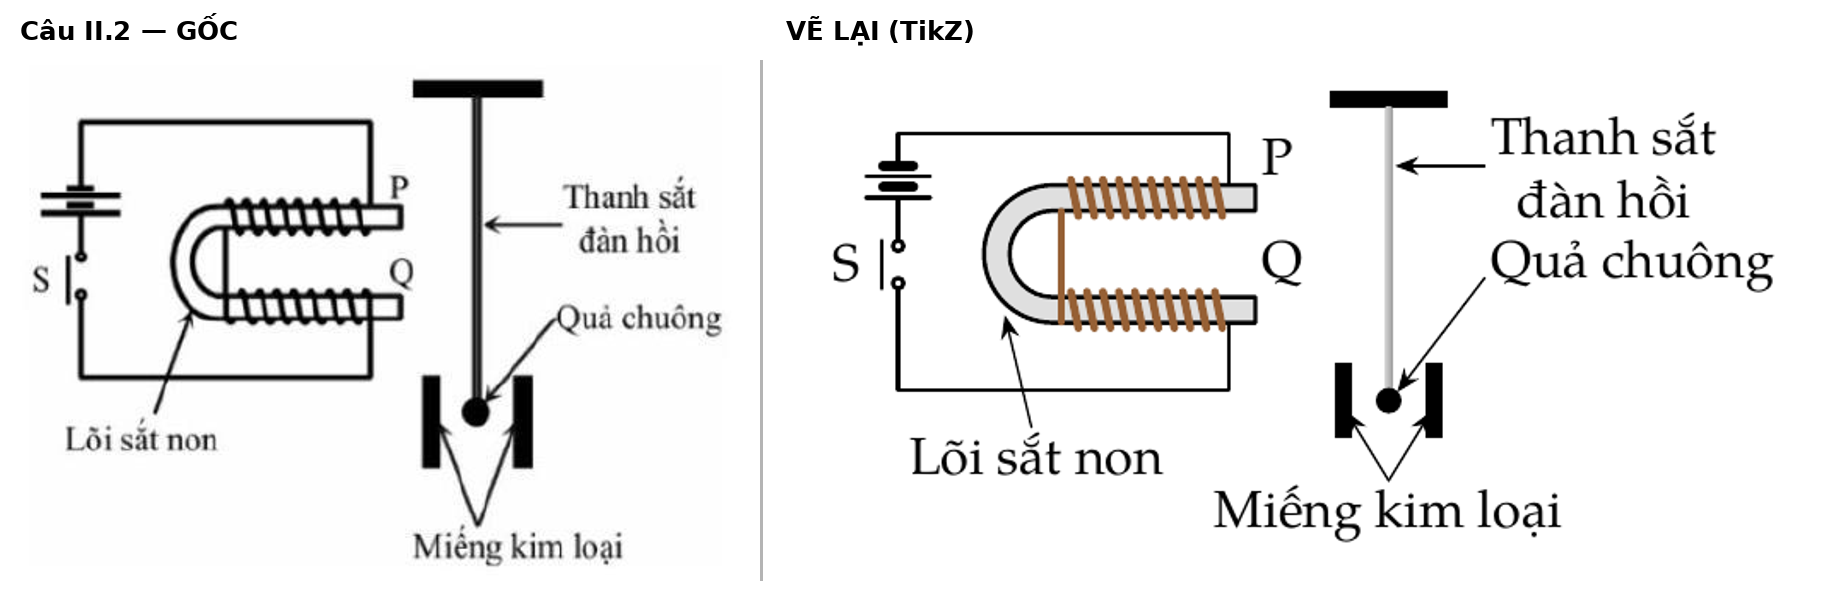 Câu II.2 — GỐC
P
Thanh sắt
đàn hồi
S
Q
Quả chuông
Lõi sắt non
Miếng kim loại
VẼ LẠI (TikZ)
P
Thanh sắt
đàn hồi
S
Q
Quả chuông
Lõi sắt non
Miếng kim loại